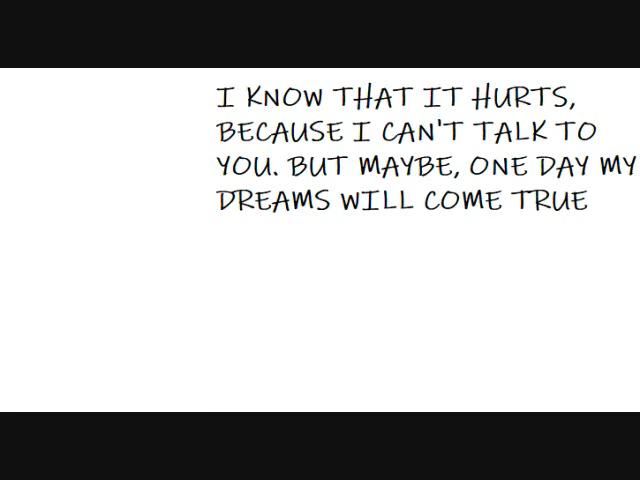 I KNOW THAT IT HURTS,
BECAUSE I CAN'T TALK TO
YOU. BUT MAYBE, ONE DAY MY
DREAMS WILL COME TRUE